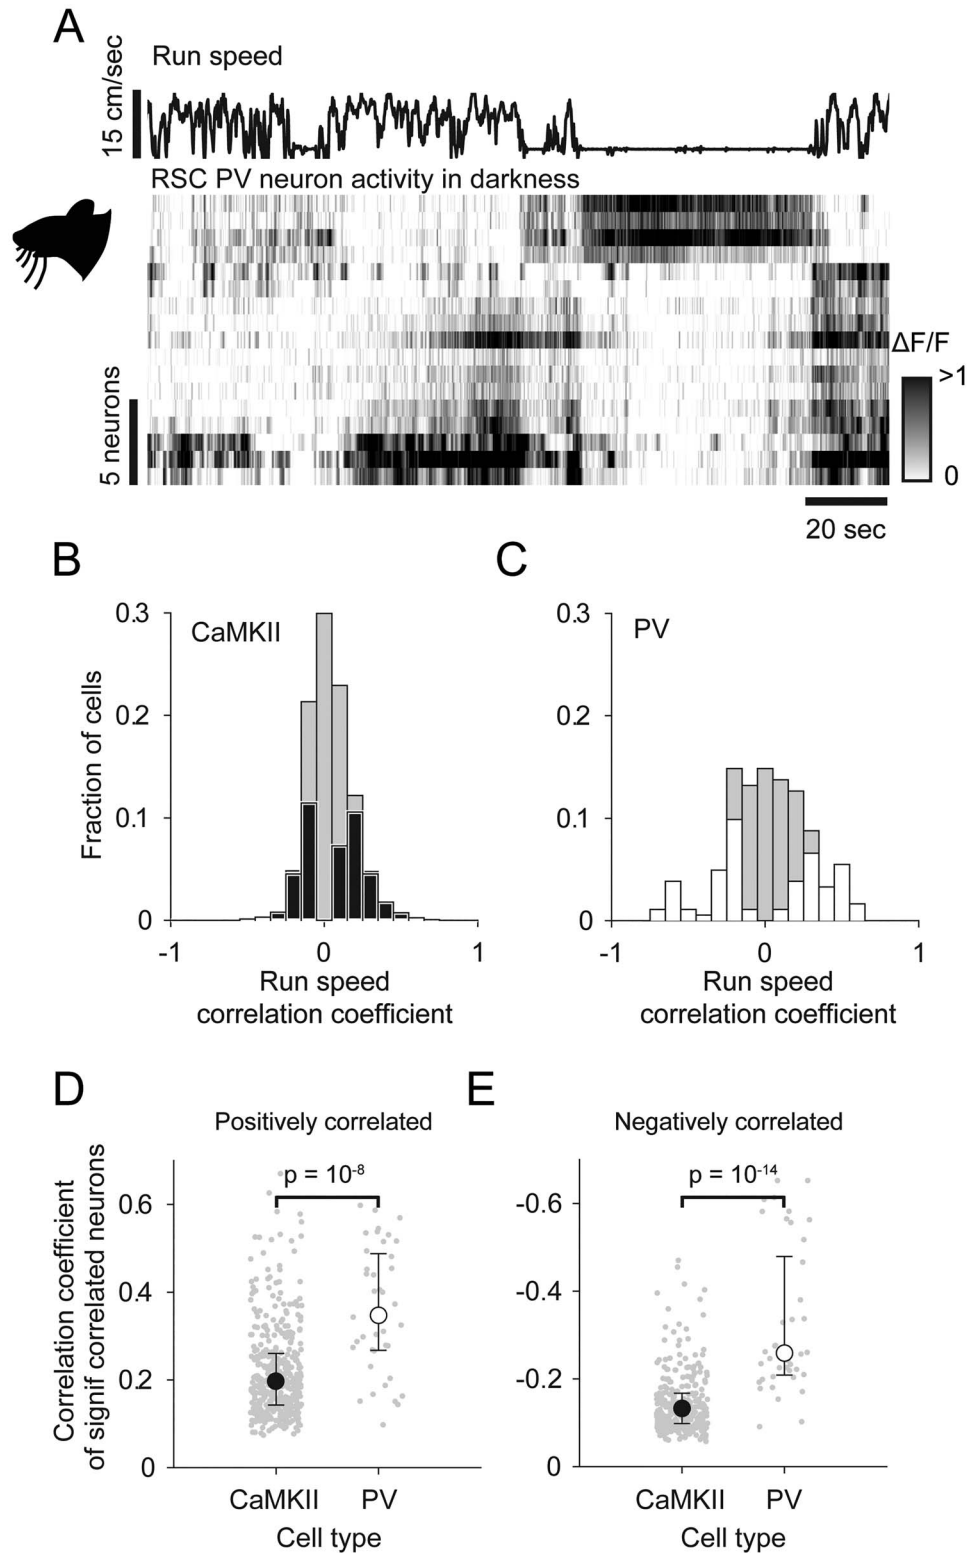 A
Run speed
15 cm/sec
RSC PV neuron activity in darkness
5 neurons
ΔF/F
>1
0
20 sec
B
C
CaMKII
PV
Fraction of cells
0.3
0.2
0.1
0
-1
0
1
Run speed
correlation coefficient
0.3
0.2
0.1
0
-1
0
1
Run speed
correlation coefficient
D
E
Positively correlated
Negatively correlated
Correlation coefficient
of signif correlated neurons
p = 10⁻⁸
0.6
0.4
0.2
0
CaMKII
PV
Cell type
p = 10⁻¹⁴
-0.6
-0.4
-0.2
0
CaMKII
PV
Cell type